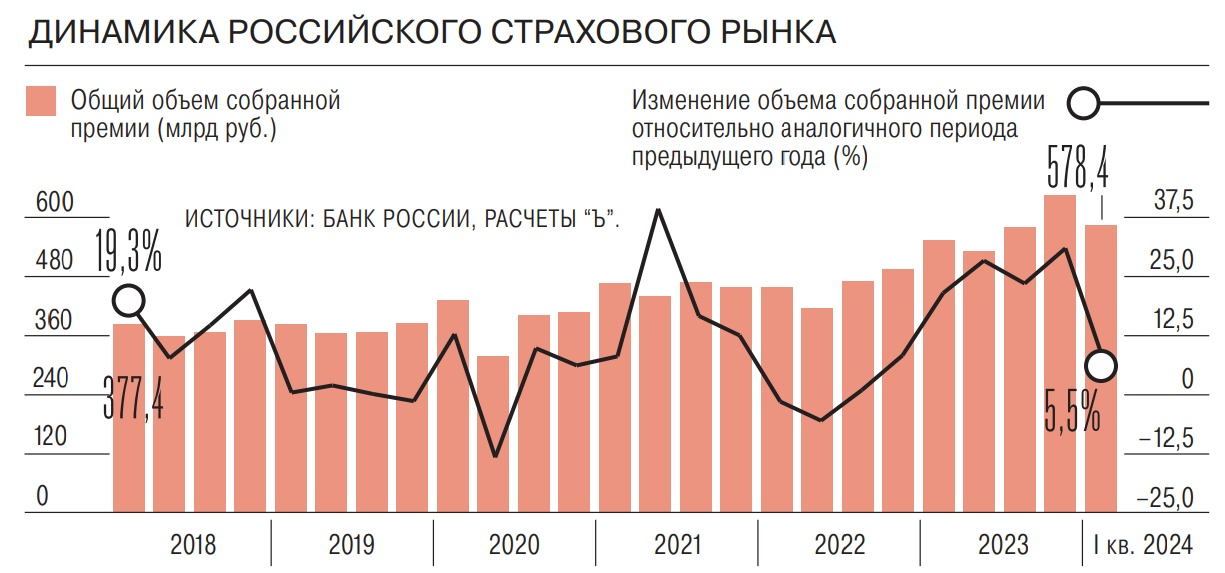 ДИНАМИКА РОССИЙСКОГО СТРАХОВОГО РЫНКА
Общий объем собранной
премии (млрд руб.)
Изменение объема собранной премии
относительно аналогичного периода
предыдущего года (%)
578,4
600
ИСТОЧНИКИ: БАНК РОССИИ, РАСЧЕТЫ “Ъ”.
37,5
19,3%
480
25,0
360
12,5
240
0
377,4
5,5%
120
–12,5
0
–25,0
2018
2019
2020
2021
2022
2023
I кв. 2024